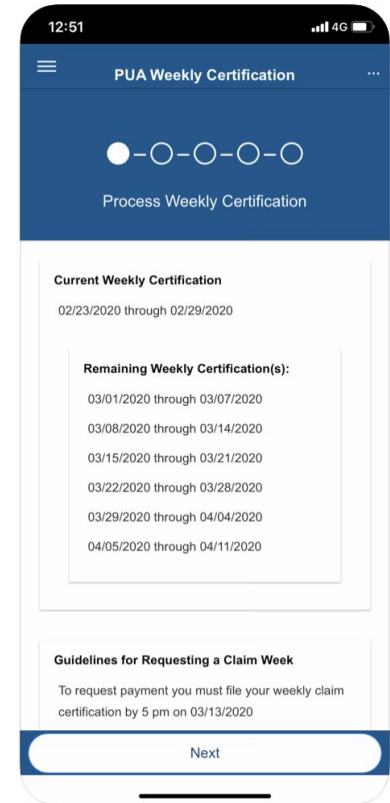 12:51 4G
PUA Weekly Certification ...
Process Weekly Certification
Current Weekly Certification
02/23/2020 through 02/29/2020
Remaining Weekly Certification(s):
03/01/2020 through 03/07/2020
03/08/2020 through 03/14/2020
03/15/2020 through 03/21/2020
03/22/2020 through 03/28/2020
03/29/2020 through 04/04/2020
04/05/2020 through 04/11/2020
Guidelines for Requesting a Claim Week
To request payment you must file your weekly claim
certification by 5 pm on 03/13/2020
Next